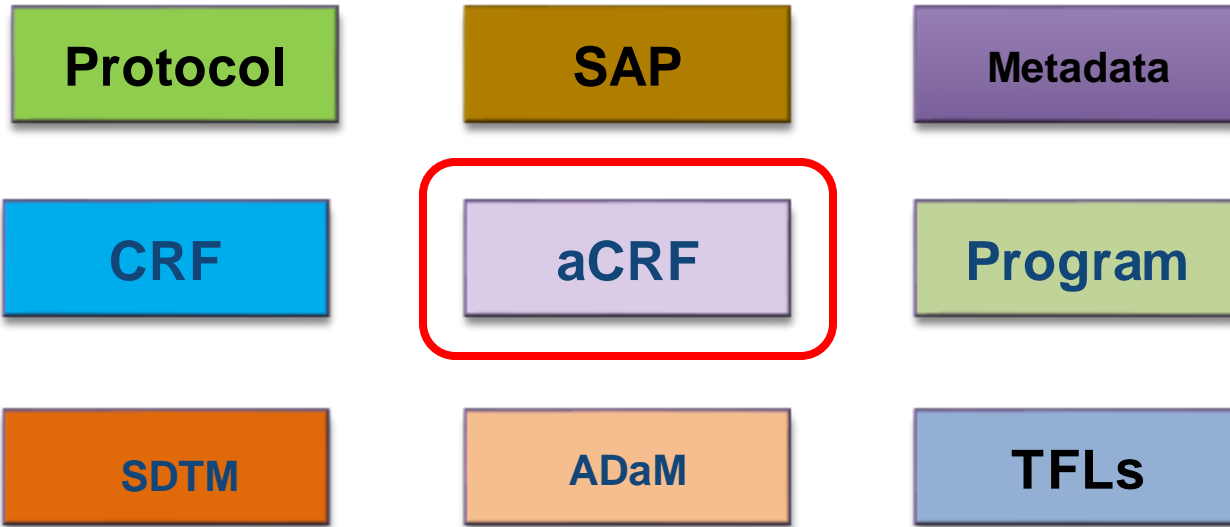 Protocol
SAP
Metadata
CRF
aCRF
Program
SDTM
ADaM
TFLs